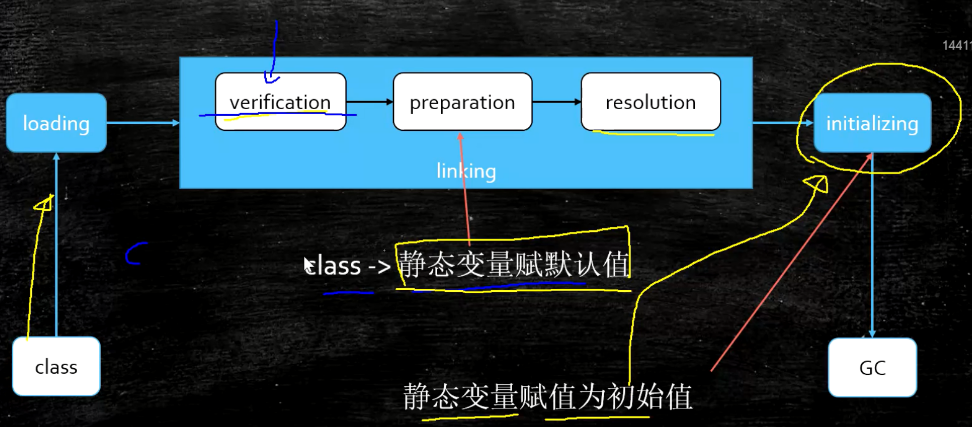 14411
verification
preparation
resolution
loading
initializing
linking
class -> 静态变量赋默认值
class
GC
静态变量赋值为初始值